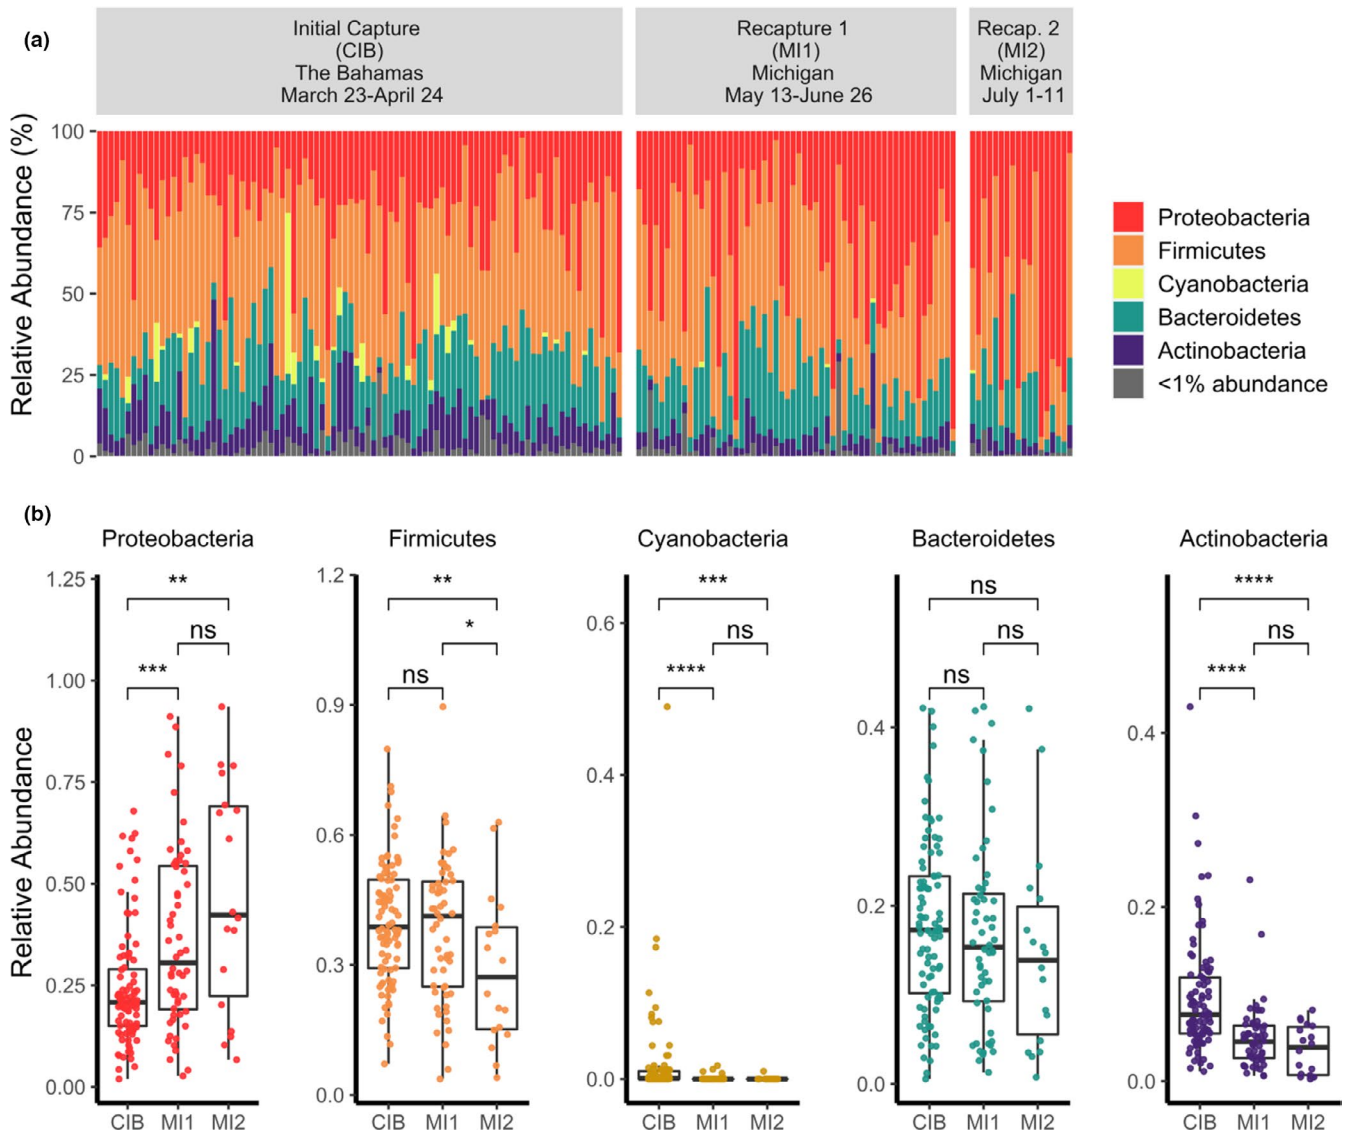 (a)
Initial Capture
(CIB)
The Bahamas
March 23-April 24
Recapture 1
(MI1)
Michigan
May 13-June 26
Recap. 2
(MI2)
Michigan
July 1-11
Relative Abundance (%)
100
75
50
25
0
Proteobacteria
Firmicutes
Cyanobacteria
Bacteroidetes
Actinobacteria
<1% abundance
(b)
Relative Abundance
Proteobacteria
1.25
1.00
0.75
0.50
0.25
0.00
**
ns
***
CIB MI1 MI2
Firmicutes
1.2
0.9
0.6
0.3
0.0
**
*
ns
CIB MI1 MI2
Cyanobacteria
0.6
0.4
0.2
0.0
***
ns
****
CIB MI1 MI2
Bacteroidetes
0.4
0.2
0.0
ns
ns
ns
CIB MI1 MI2
Actinobacteria
0.4
0.2
0.0
****
ns
****
CIB MI1 MI2